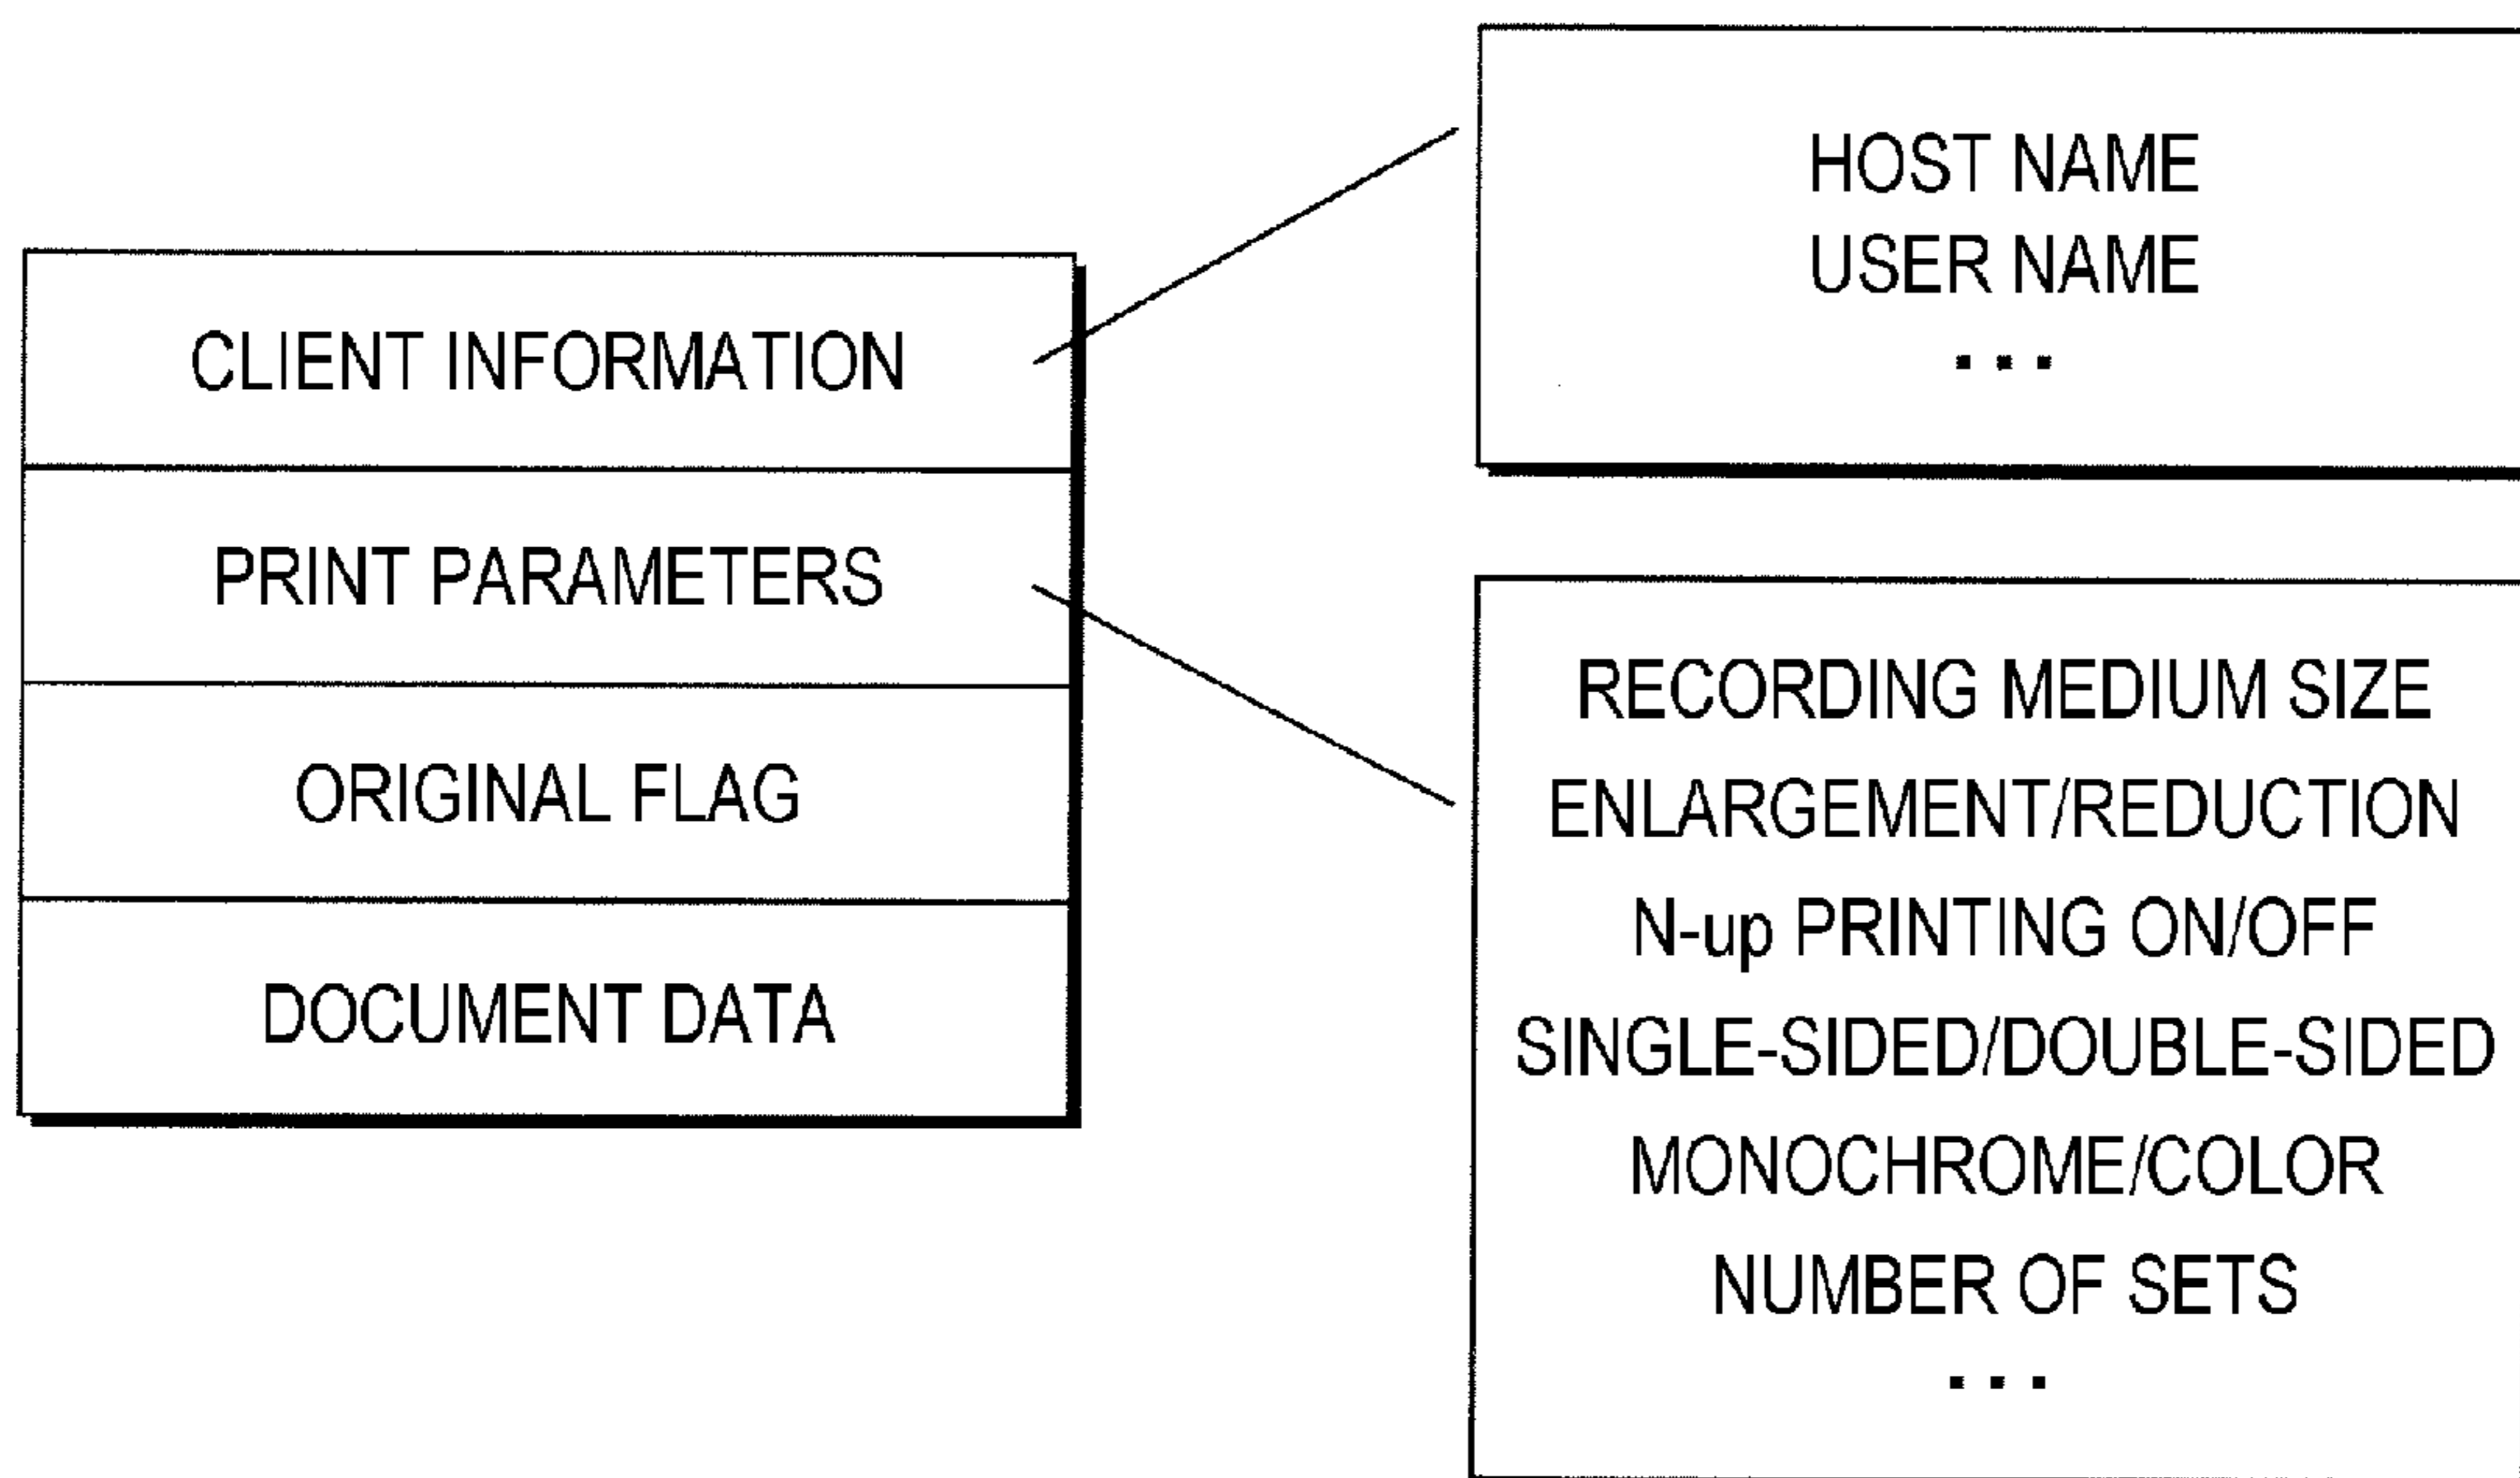 CLIENT INFORMATION
PRINT PARAMETERS
ORIGINAL FLAG
DOCUMENT DATA
HOST NAME
USER NAME
...
RECORDING MEDIUM SIZE
ENLARGEMENT/REDUCTION
N-up PRINTING ON/OFF
SINGLE-SIDED/DOUBLE-SIDED
MONOCHROME/COLOR
NUMBER OF SETS
...